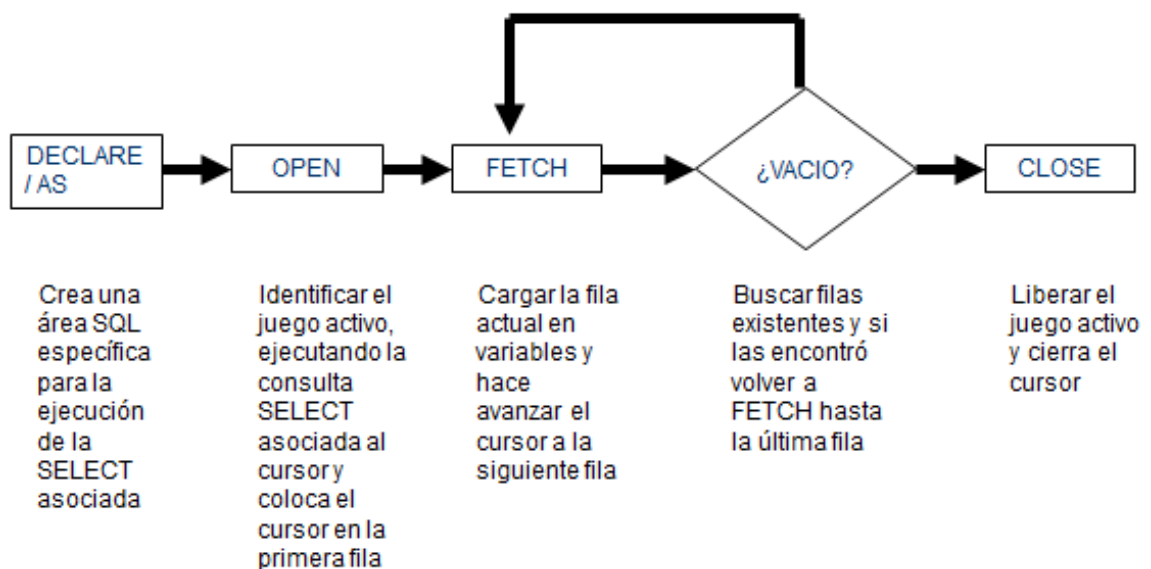 DECLARE
/ AS
OPEN
FETCH
¿VACIO?
CLOSE
Crea una
área SQL
específica
para la
ejecución
de la
SELECT
asociada
Identificar el
juego activo,
ejecutando la
consulta
SELECT
asociada al
cursor y
coloca el
cursor en la
primera fila
Cargar la fila
actual en
variables y
hace
avanzar el
cursor a la
siguiente fila
Buscar filas
existentes y si
las encontró
volver a
FETCH hasta
la última fila
Liberar el
juego activo
y cierra el
cursor